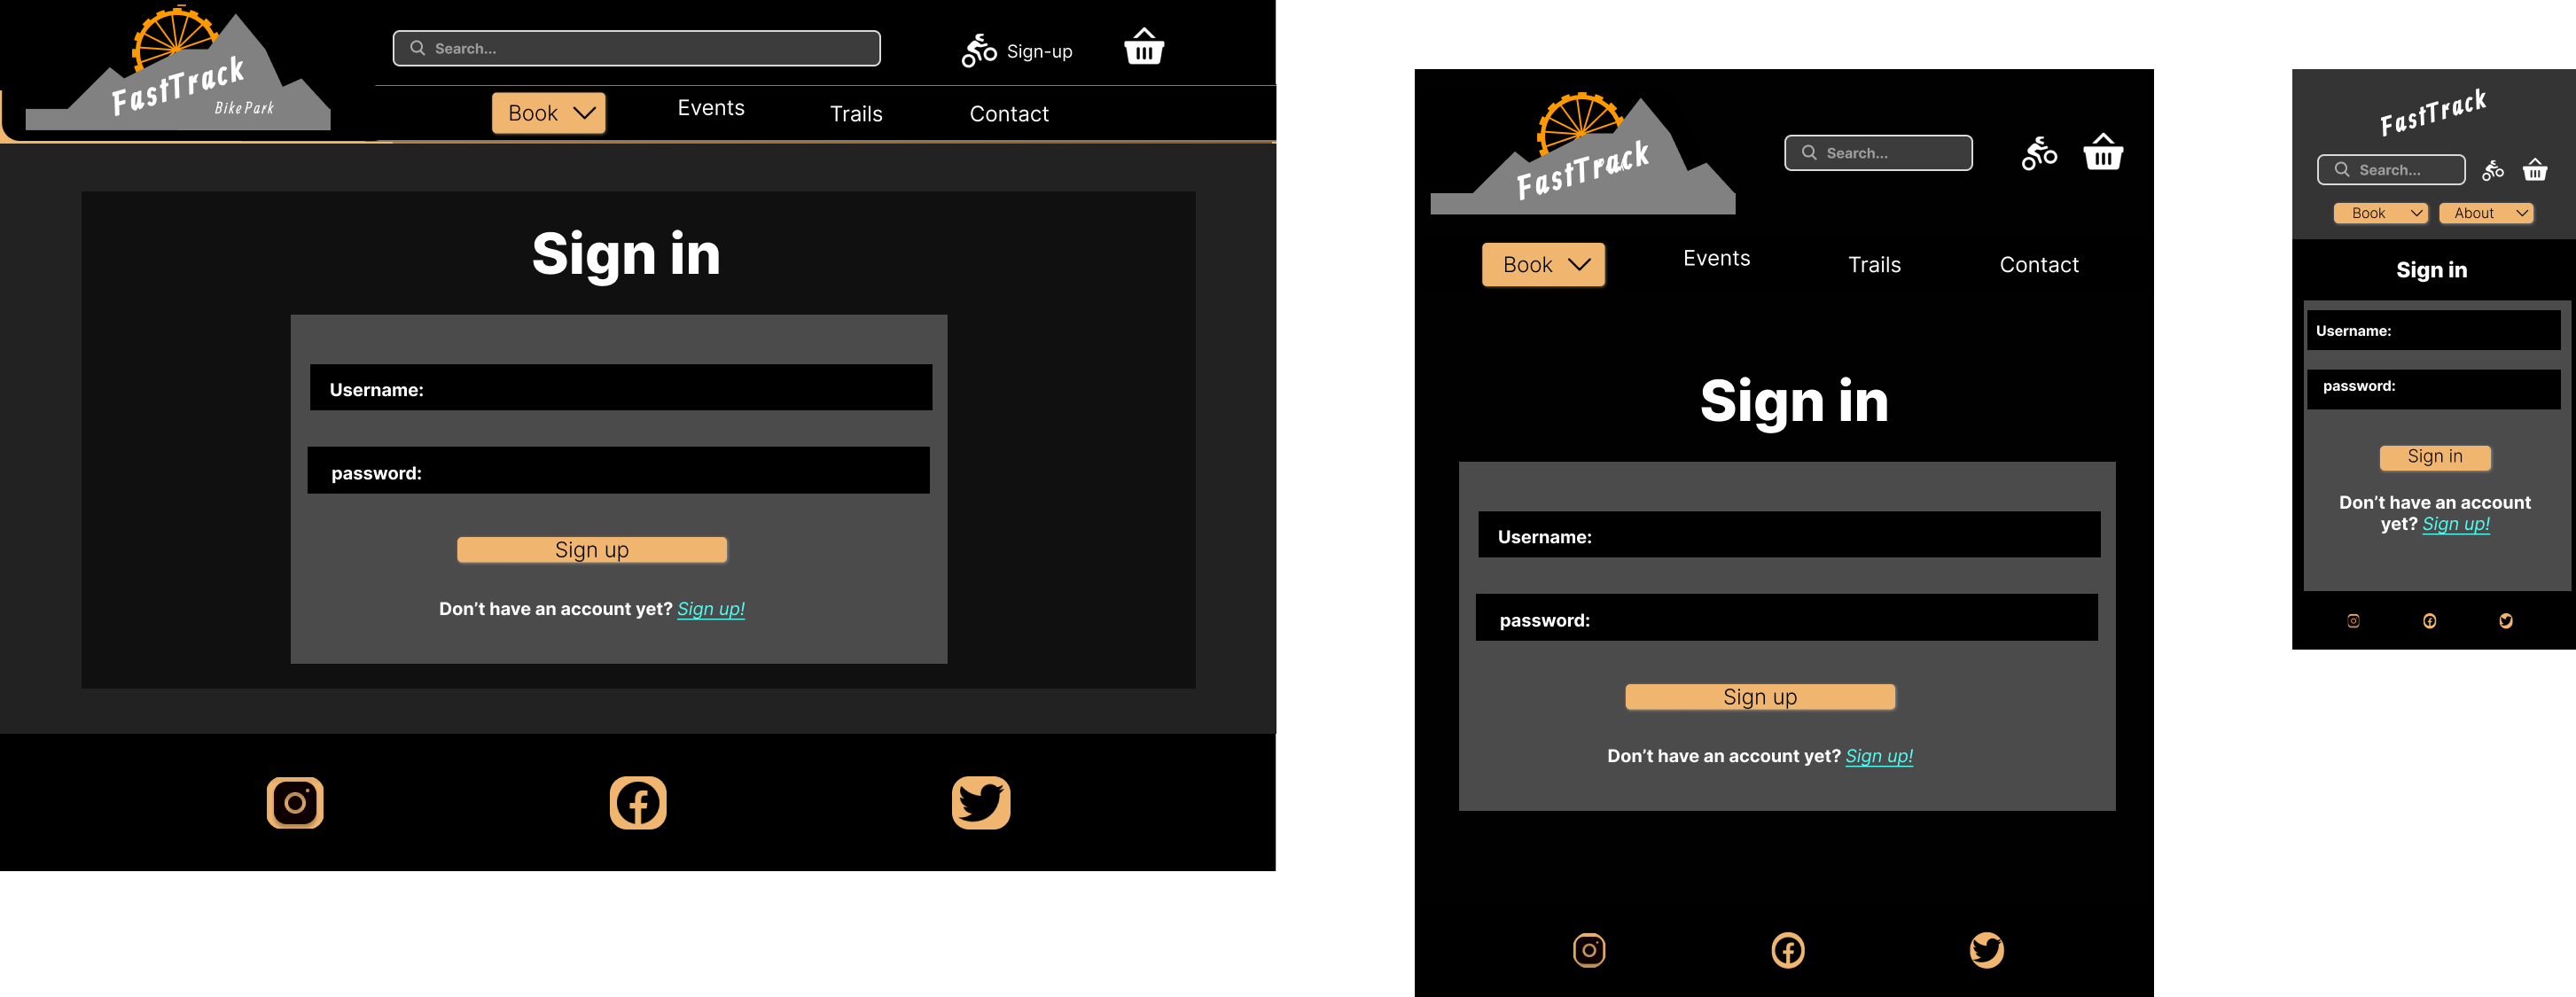 FastTrack
Bike Park
Search...
Sign-up
Book
Events
Trails
Contact
Sign in
Username:
password:
Sign up
Don't have an account yet? Sign up!
FastTrack
Search...
Book
Events
Trails
Contact
Sign in
Username:
password:
Sign up
Don't have an account yet? Sign up!
FastTrack
Search...
Book
About
Sign in
Username:
password:
Sign in
Don't have an account
yet? Sign up!